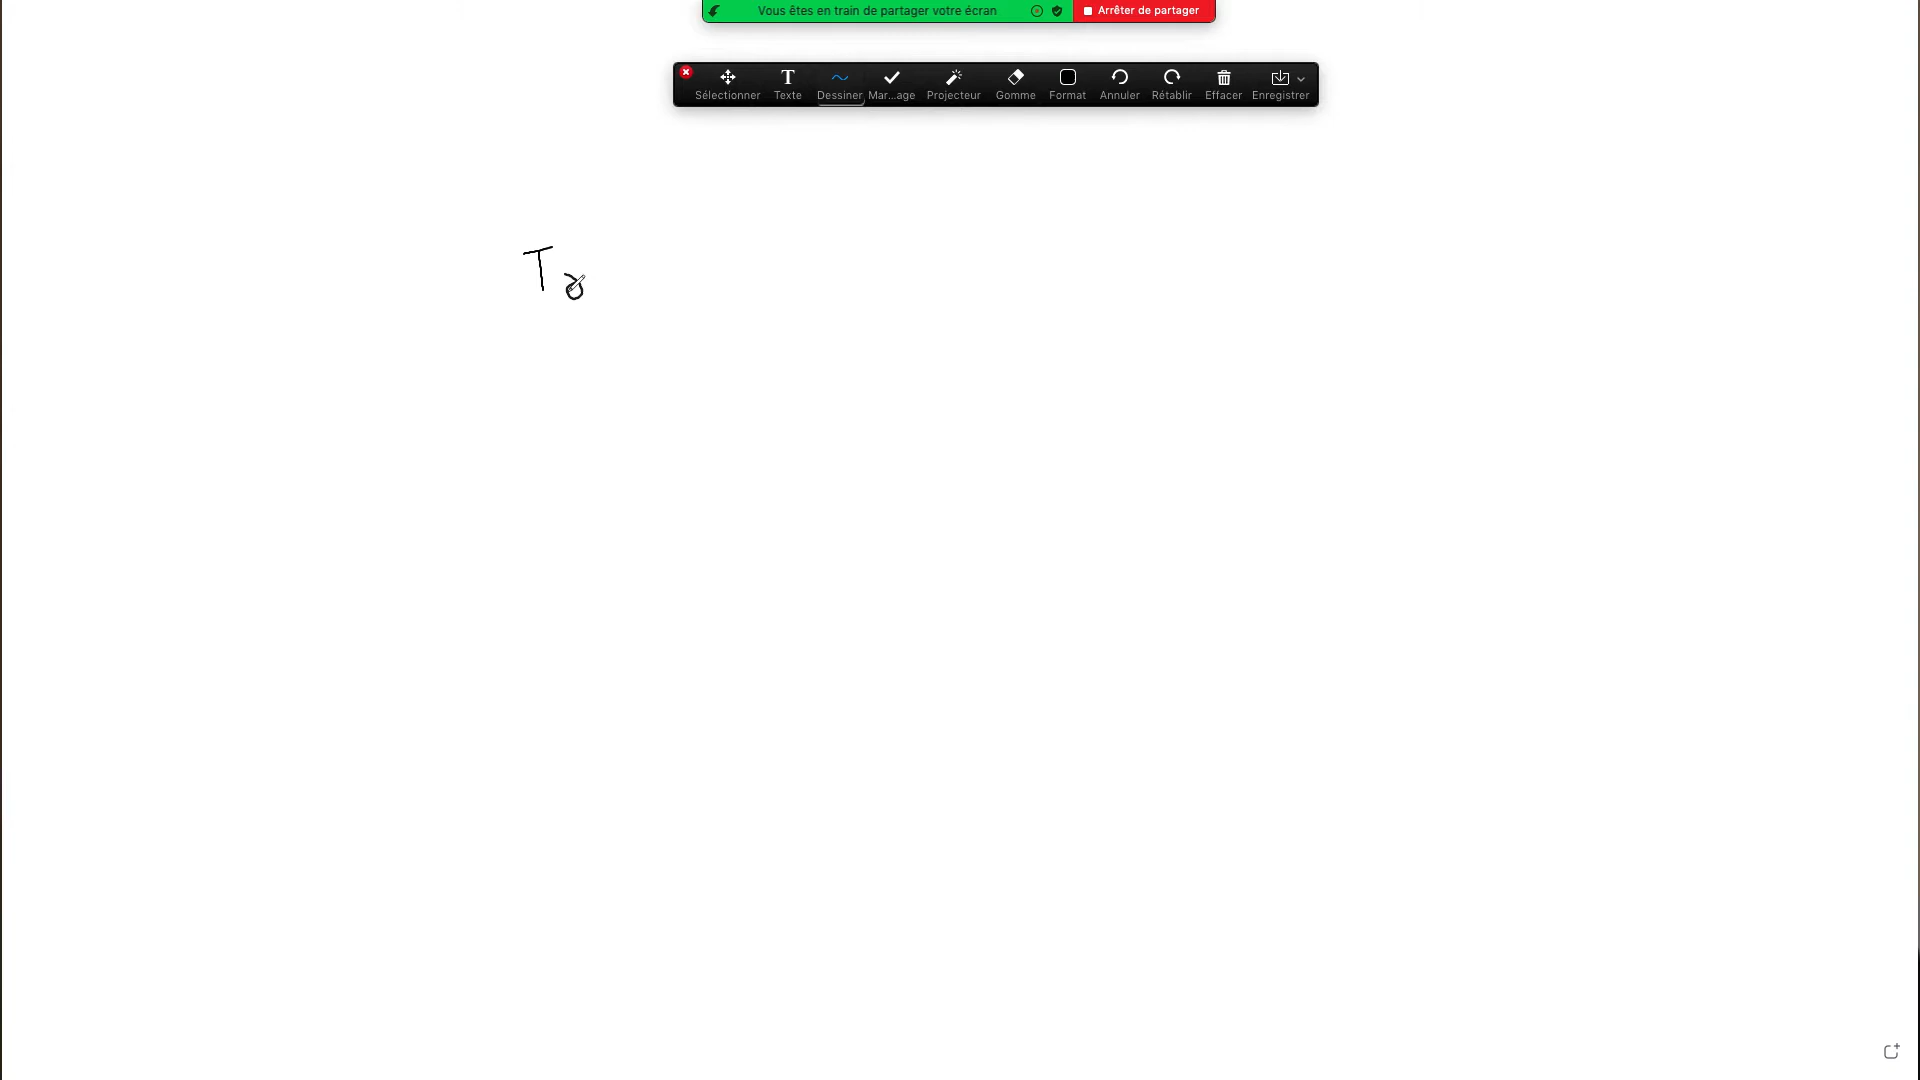 Vous êtes en train de partager votre écran Arrêter de partager
Sélectionner Texte Dessiner Mar...age Projecteur Gomme Format Annuler Rétablir Effacer Enregistrer
T